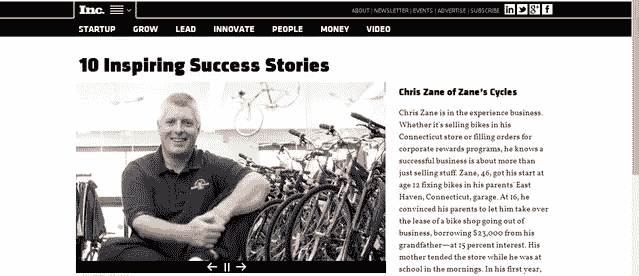 Inc.
ABOUT | NEWSLETTER | EVENTS | ADVERTISE | SUBSCRIBE
STARTUP GROW LEAD INNOVATE PEOPLE MONEY VIDEO
10 Inspiring Success Stories
Chris Zane of Zane's Cycles
Chris Zane is in the experience business.
Whether it's selling bikes in his
Connecticut store or filling orders for
corporate rewards programs, he knows a
successful business is about more than
just selling stuff. Zane, 46, got his start at
age 12 fixing bikes in his parents' East
Haven, Connecticut, garage. At 16, he
convinced his parents to let him take over
the lease of a bike shop going out of
business, borrowing $23,000 from his
grandfather—at 15 percent interest. His
mother tended the store while he was at
school in the mornings. In his first year,